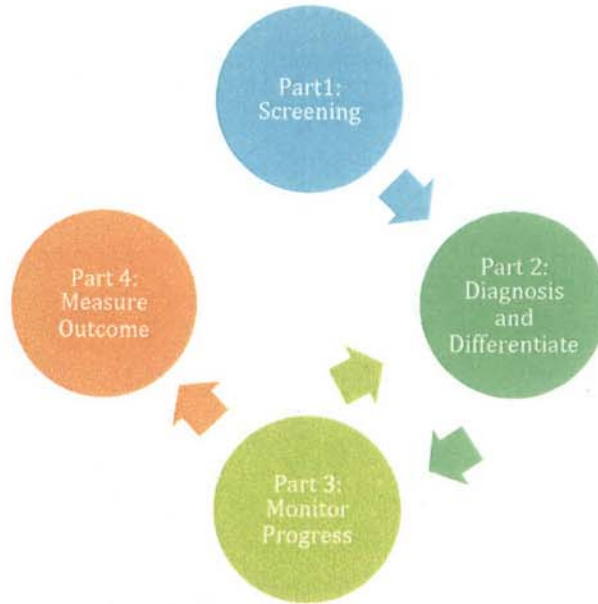 Part1:
Screening
Part 2:
Diagnosis
and
Differentiate
Part 3:
Monitor
Progress
Part 4:
Measure
Outcome